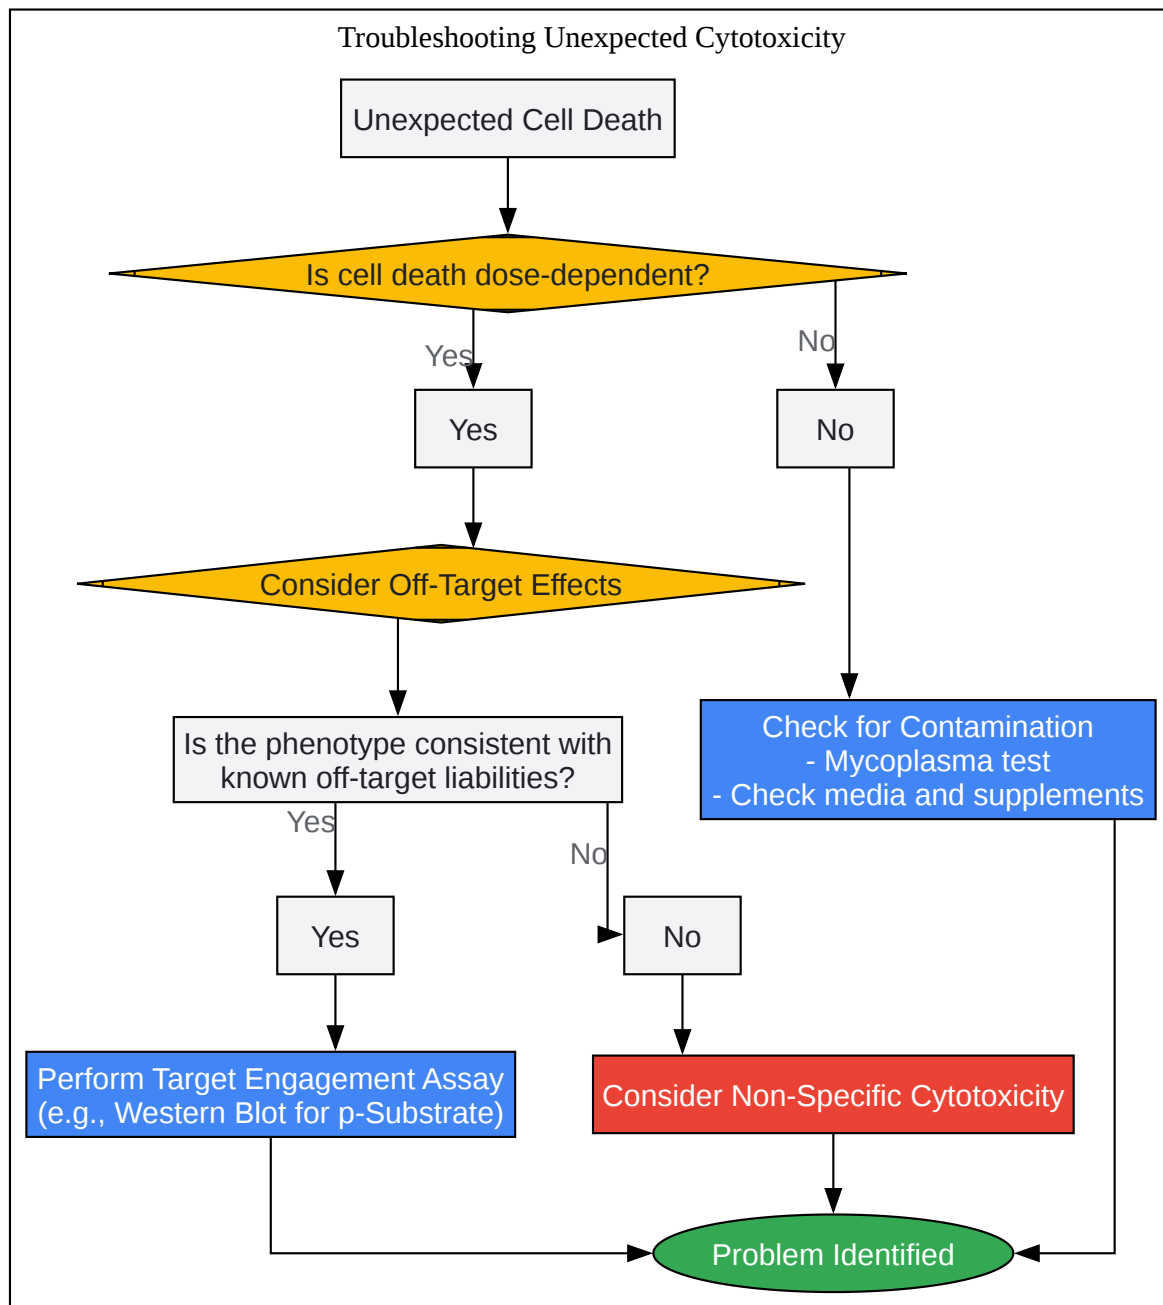 Troubleshooting Unexpected Cytotoxicity
Unexpected Cell Death
Is cell death dose-dependent?
Yes
No
Yes
No
Consider Off-Target Effects
Is the phenotype consistent with
known off-target liabilities?
Check for Contamination
- Mycoplasma test
- Check media and supplements
Yes
No
Yes
No
Perform Target Engagement Assay
(e.g., Western Blot for p-Substrate)
Consider Non-Specific Cytotoxicity
Problem Identified